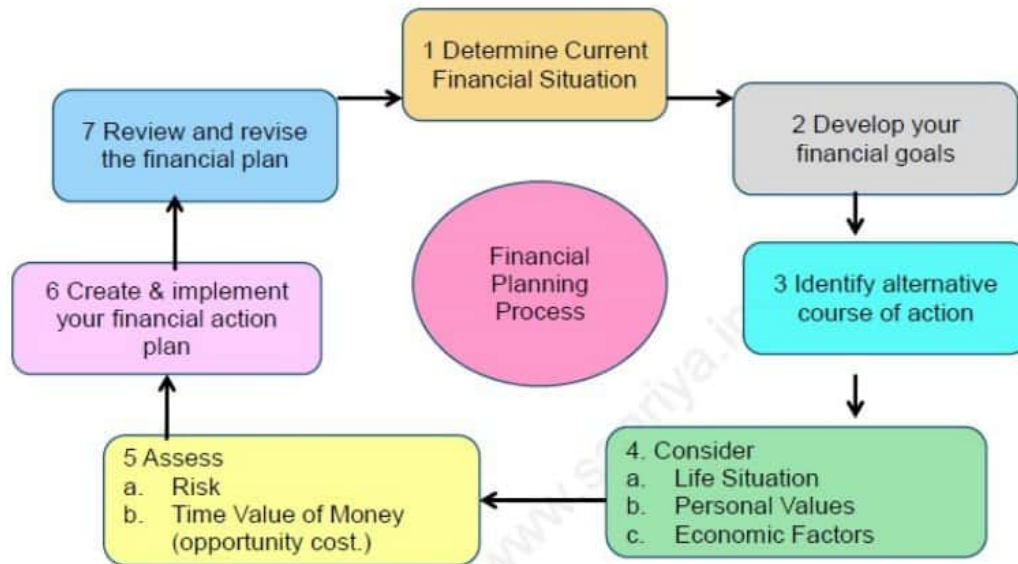 1 Determine Current
Financial Situation
2 Develop your
financial goals
3 Identify alternative
course of action
4. Consider
a. Life Situation
b. Personal Values
c. Economic Factors
5 Assess
a. Risk
b. Time Value of Money
(opportunity cost.)
6 Create & implement
your financial action
plan
7 Review and revise
the financial plan
Financial
Planning
Process